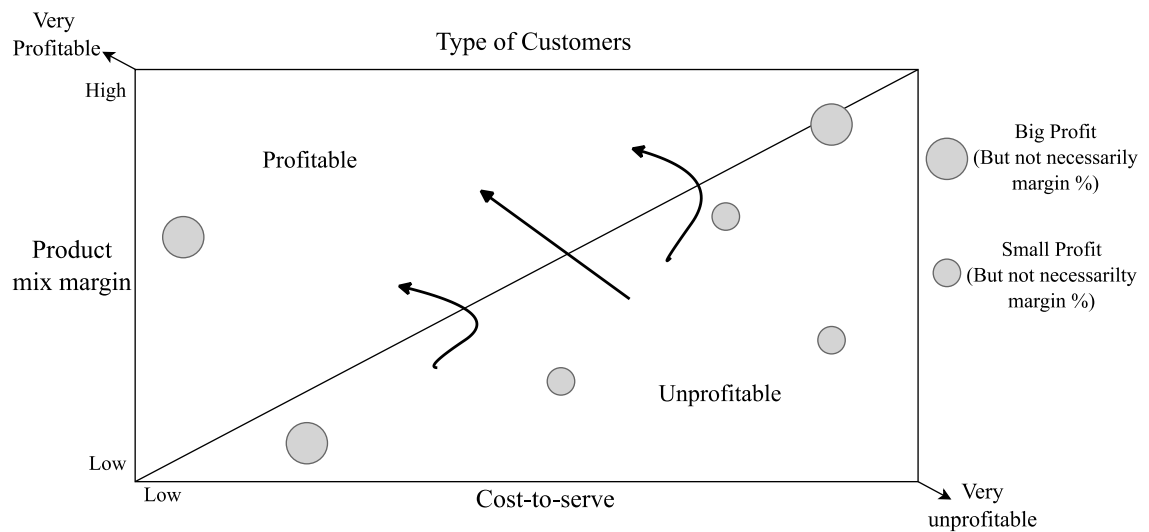 Very
Profitable
Type of Customers
High
Profitable
Big Profit
(But not necessarily
margin %)
Product
mix margin
Small Profit
(But not necessarilty
margin %)
Unprofitable
Low
Low
Cost-to-serve
Very
unprofitable